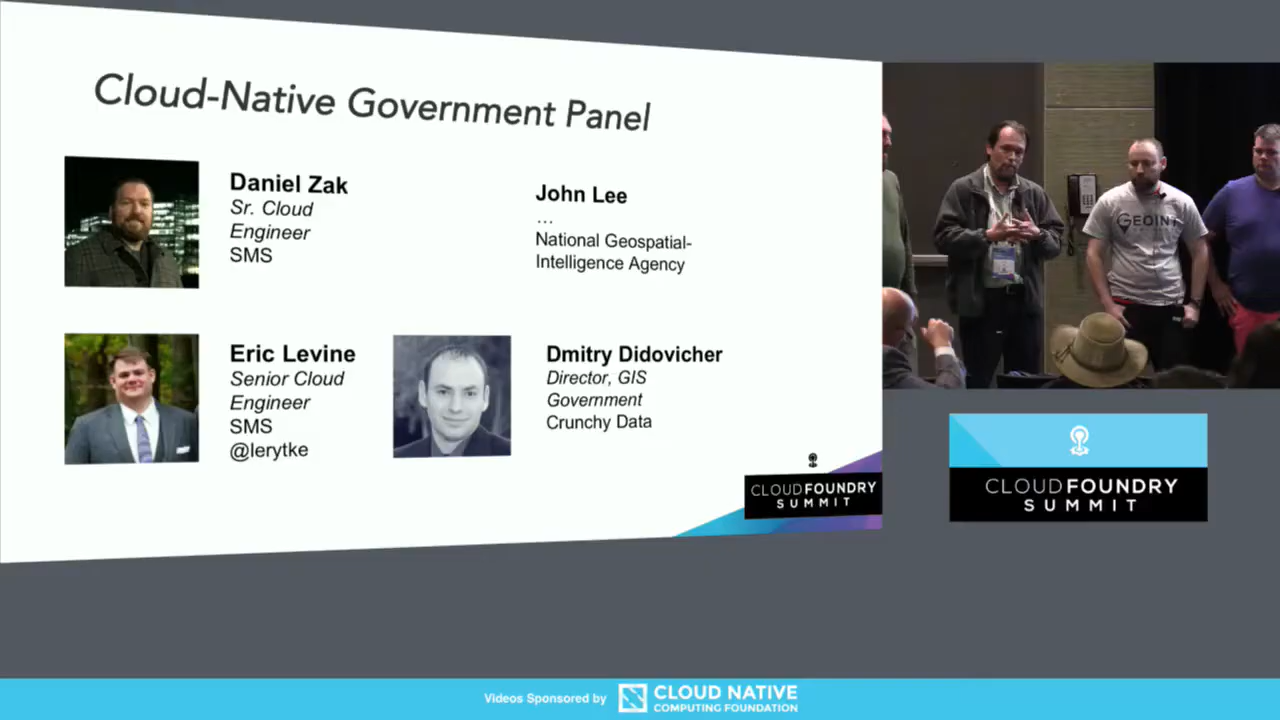 Cloud-Native Government Panel
Daniel Zak
Sr. Cloud
Engineer
SMS
John Lee
...
National Geospatial-
Intelligence Agency
Eric Levine
Senior Cloud
Engineer
SMS
@lerytke
Dmitry Didovicher
Director, GIS
Government
Crunchy Data
CLOUDFOUNDRY
SUMMIT
GEOINT
CLOUDFOUNDRY
SUMMIT
Videos Sponsored by
CLOUD NATIVE
COMPUTING FOUNDATION